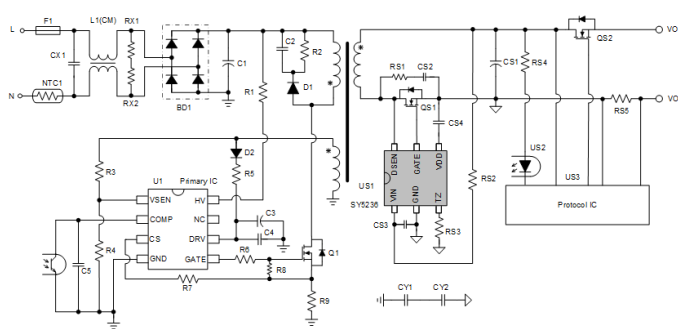 L
F1
L1(CM)
RX1
CX1
NTC1
N
RX2
BD1
C1
C2
R2
R1
D1
RS1
CS2
QS1
CS1
RS4
QS2
VO
VO
CS4
RS5
R3
D2
R5
U1
Primary IC
VSEN
COMP
CS
GND
HV
NC
DRV
GATE
C3
C4
R4
C5
R6
R7
R8
Q1
R9
US1
SY5236
DSEN
GATE
VDD
VIN
GND
TZ
CS3
RS3
RS2
US2
US3
Protocol IC
CY1
CY2